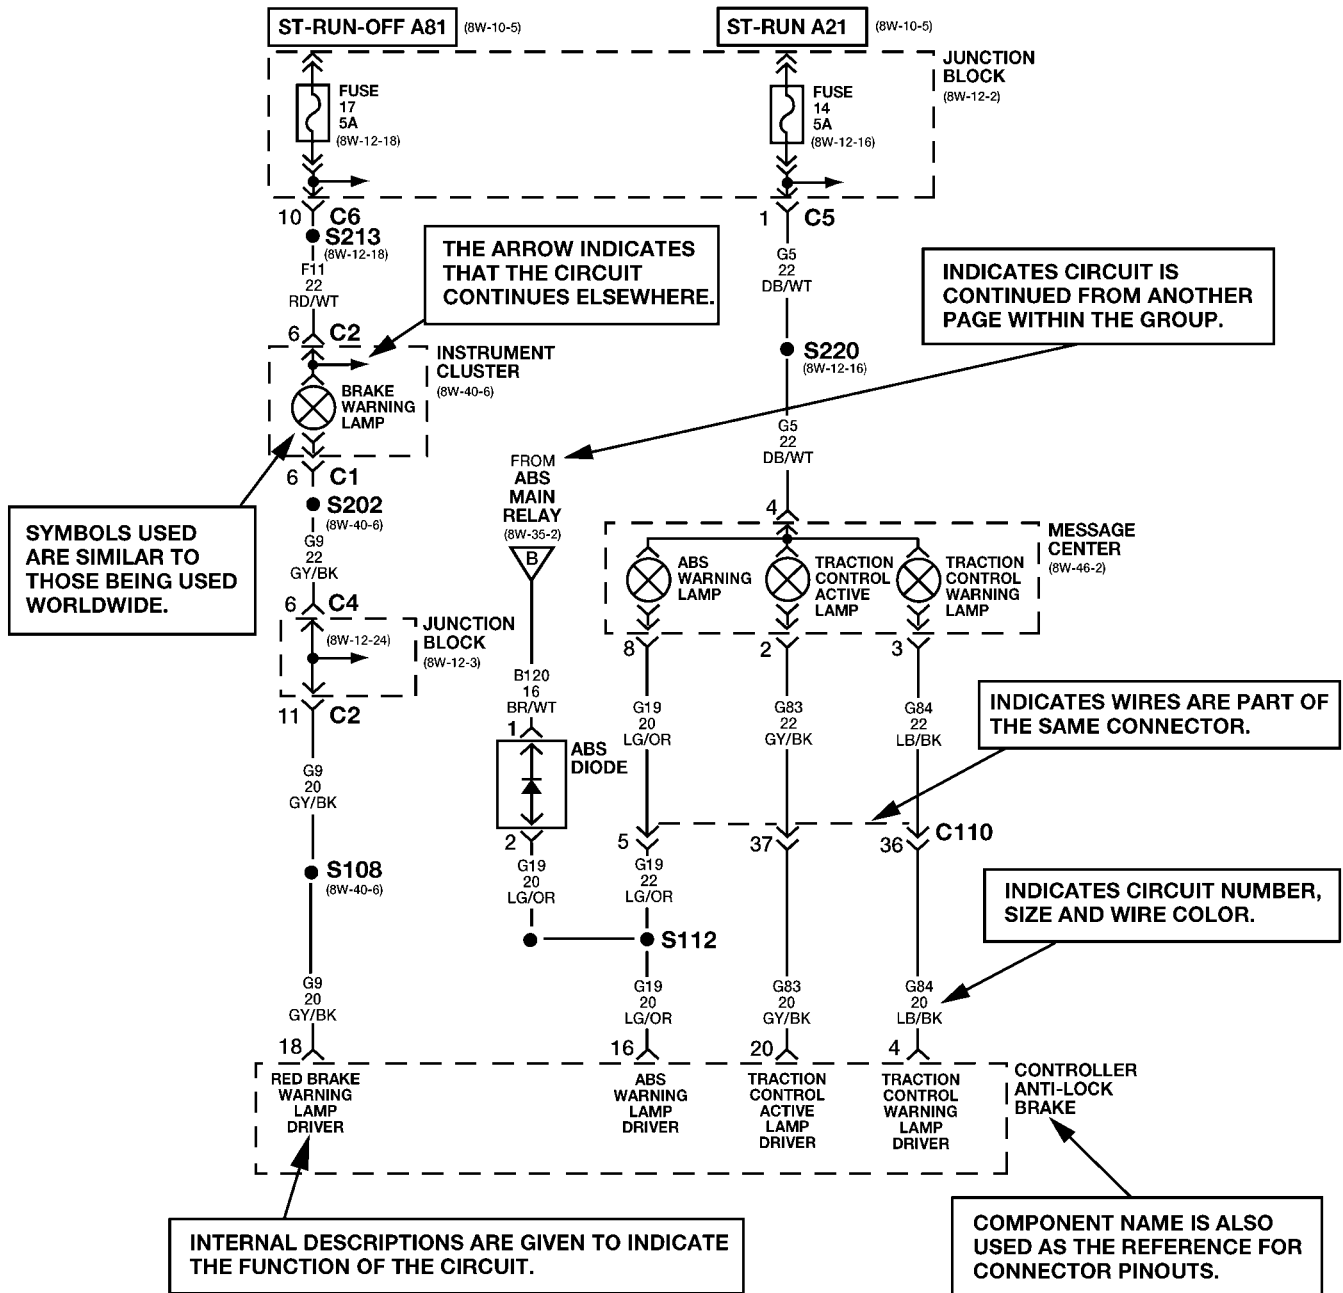 ST-RUN-OFF A81 (8W-10-5)
ST-RUN A21 (8W-10-5)
JUNCTION
BLOCK
(8W-12-2)
FUSE
17
5A
(8W-12-18)
FUSE
14
5A
(8W-12-16)
10 C6
S213
(8W-12-18)
F11
22
RD/WT
6 C2
THE ARROW INDICATES
THAT THE CIRCUIT
CONTINUES ELSEWHERE.
1 C5
G5
22
DB/WT
INDICATES CIRCUIT IS
CONTINUED FROM ANOTHER
PAGE WITHIN THE GROUP.
S220
(8W-12-16)
INSTRUMENT
CLUSTER
(8W-40-6)
BRAKE
WARNING
LAMP
6 C1
S202
(8W-40-6)
G9
22
GY/BK
6 C4
SYMBOLS USED
ARE SIMILAR TO
THOSE BEING USED
WORLDWIDE.
G5
22
DB/WT
4
FROM
ABS
MAIN
RELAY
(8W-35-2)
B
MESSAGE
CENTER
(8W-46-2)
ABS
WARNING
LAMP
TRACTION
CONTROL
ACTIVE
LAMP
TRACTION
CONTROL
WARNING
LAMP
8 2 3
(8W-12-24)
JUNCTION
BLOCK
(8W-12-3)
11 C2
B120
16
BR/WT
1
ABS
DIODE
2
G19
20
LG/OR
G19
20
LG/OR
G83
22
GY/BK
G84
22
LB/BK
INDICATES WIRES ARE PART OF
THE SAME CONNECTOR.
5 37 36 C110
G19
22
LG/OR
G9
20
GY/BK
S108
(8W-40-6)
S112
INDICATES CIRCUIT NUMBER,
SIZE AND WIRE COLOR.
G9
20
GY/BK
G19
20
LG/OR
G83
20
GY/BK
G84
20
LB/BK
18 16 20 4
RED BRAKE
WARNING
LAMP
DRIVER
ABS
WARNING
LAMP
DRIVER
TRACTION
CONTROL
ACTIVE
LAMP
DRIVER
TRACTION
CONTROL
WARNING
LAMP
DRIVER
CONTROLLER
ANTI-LOCK
BRAKE
INTERNAL DESCRIPTIONS ARE GIVEN TO INDICATE
THE FUNCTION OF THE CIRCUIT.
COMPONENT NAME IS ALSO
USED AS THE REFERENCE FOR
CONNECTOR PINOUTS.